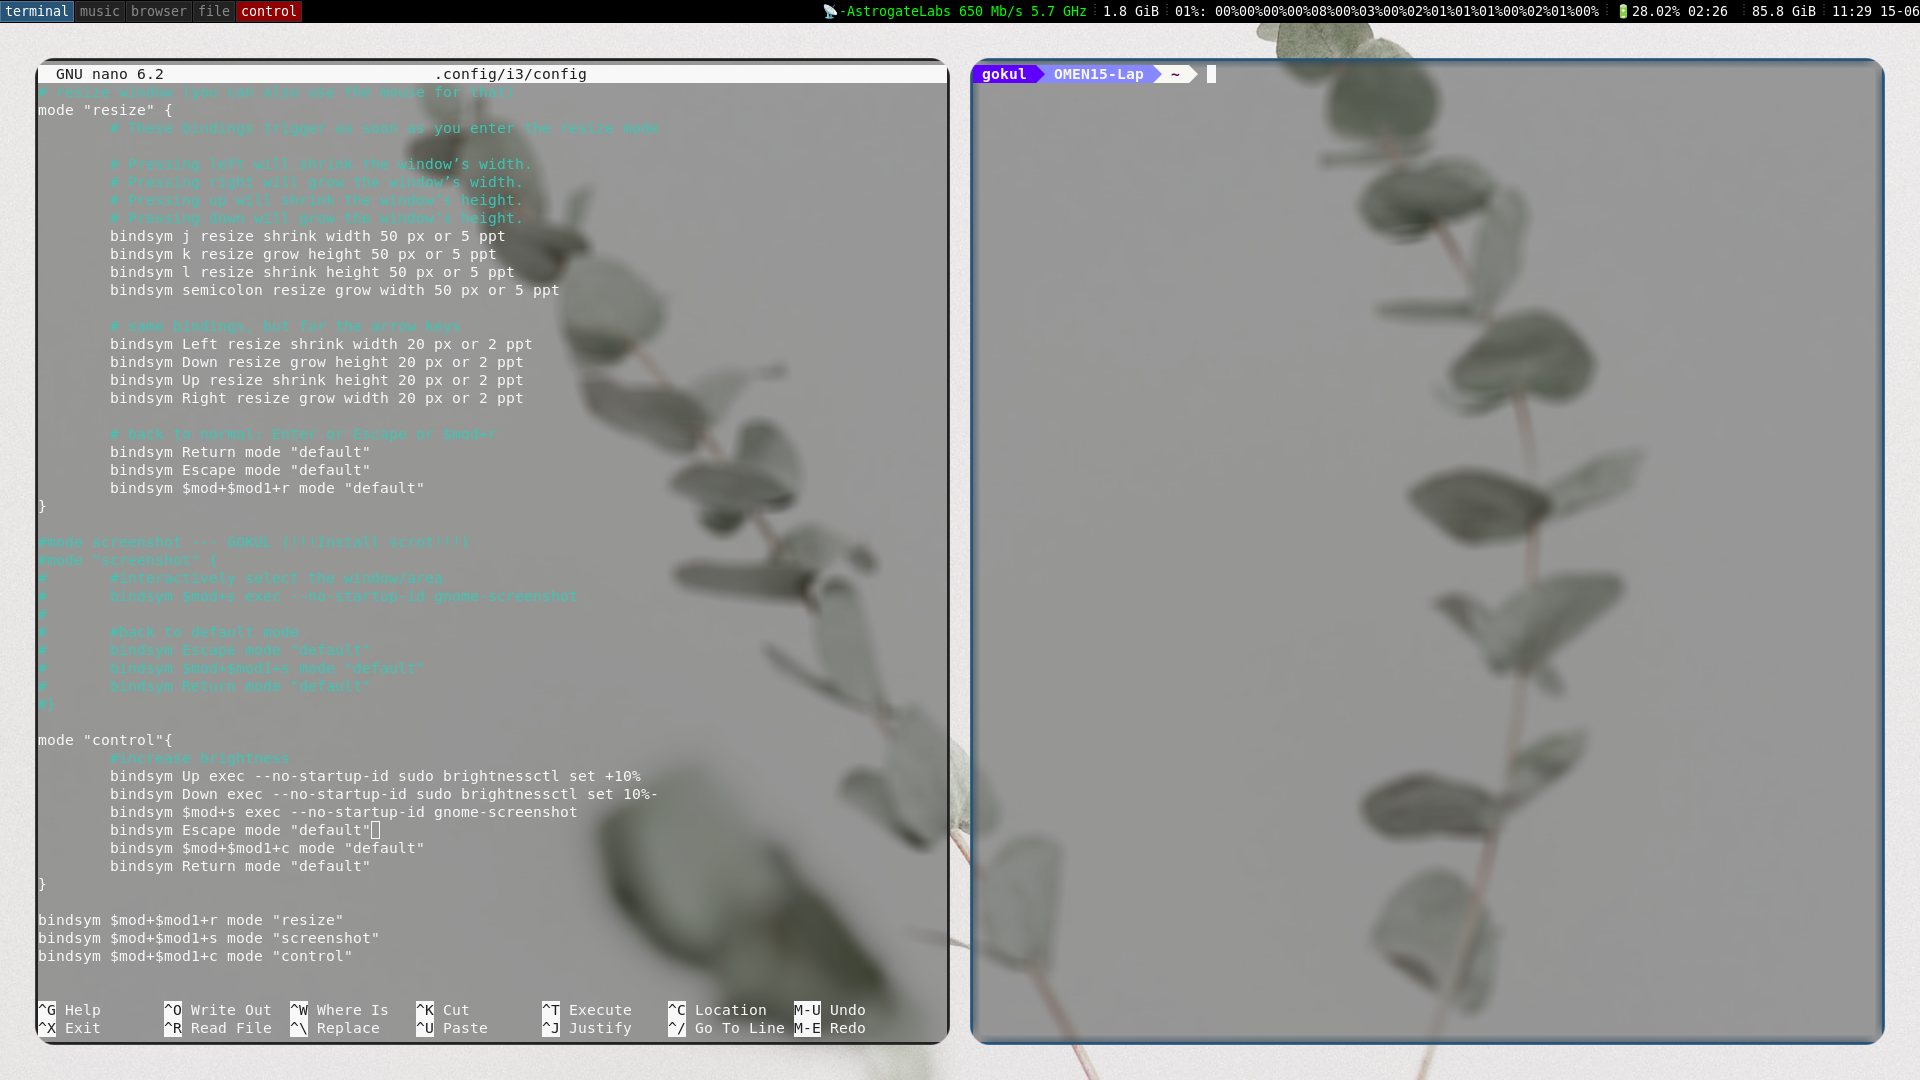 terminal music browser file control
-AstrogateLabs 650 Mb/s 5.7 GHz 1.8 GiB 01%: 00%00%00%00%08%00%03%00%02%01%01%01%00%02%01%00% 28.02% 02:26 85.8 GiB 11:29 15-06
GNU nano 6.2 .config/i3/config
# resize window (you can also use the mouse for that)
mode "resize" {
# These bindings trigger as soon as you enter the resize mode
# Pressing left will shrink the window’s width.
# Pressing right will grow the window’s width.
# Pressing up will shrink the window’s height.
# Pressing down will grow the window’s height.
bindsym j resize shrink width 50 px or 5 ppt
bindsym k resize grow height 50 px or 5 ppt
bindsym l resize shrink height 50 px or 5 ppt
bindsym semicolon resize grow width 50 px or 5 ppt
# same bindings, but for the arrow keys
bindsym Left resize shrink width 20 px or 2 ppt
bindsym Down resize grow height 20 px or 2 ppt
bindsym Up resize shrink height 20 px or 2 ppt
bindsym Right resize grow width 20 px or 2 ppt
# back to normal: Enter or Escape or $mod+r
bindsym Return mode "default"
bindsym Escape mode "default"
bindsym $mod+$mod1+r mode "default"
}
#mode screenshot --- GOKUL (!!!install scrot!!!)
#mode "screenshot" {
# #interactively select the window/area
# bindsym $mod+s exec --no-startup-id gnome-screenshot
#
# #back to default mode
# bindsym Escape mode "default"
# bindsym $mod+$mod1+s mode "default"
# bindsym Return mode "default"
#}
mode "control"{
#increase brightness
bindsym Up exec --no-startup-id sudo brightnessctl set +10%
bindsym Down exec --no-startup-id sudo brightnessctl set 10%-
bindsym $mod+s exec --no-startup-id gnome-screenshot
bindsym Escape mode "default"
bindsym $mod+$mod1+c mode "default"
bindsym Return mode "default"
}
bindsym $mod+$mod1+r mode "resize"
bindsym $mod+$mod1+s mode "screenshot"
bindsym $mod+$mod1+c mode "control"
^G Help ^O Write Out ^W Where Is ^K Cut ^T Execute ^C Location M-U Undo
^X Exit ^R Read File ^\ Replace ^U Paste ^J Justify ^/ Go To Line M-E Redo
gokul OMEN15-Lap ~